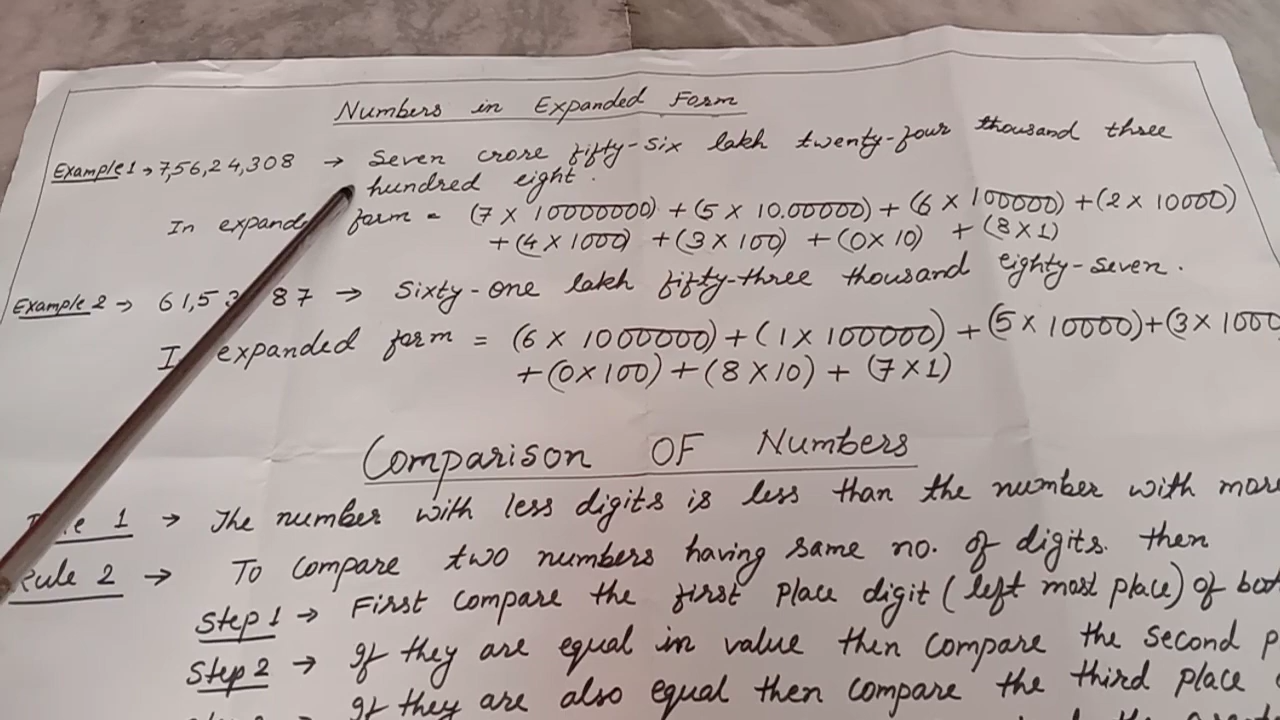 Numbers in Expanded Form
Example 1 → 7,56,24,308 → Seven crore fifty-six lakh twenty-four thousand three
hundred eight.
In expand form = (7 X 10000000) + (5 X 10.00000) + (6 X 100000) + (2 X 10000)
+ (4 X 1000) + (3 X 100) + (0 X 10) + (8 X 1)
Example 2 → 61,53 87 → Sixty-one lakh fifty-three thousand eighty-seven.
I expanded form = (6 X 1000000) + (1 X 100000) + (5 X 10000) + (3 X 1000
+ (0 X 100) + (8 X 10) + (7 X 1)
Comparison OF Numbers
1 → The number with less digits is less than the number with more
Rule 2 → To compare two numbers having same no. of digits. then
Step 1 → First compare the first place digit (left most place) of bot
Step 2 → If they are equal in value then compare the second p
If they are also equal then compare the third place